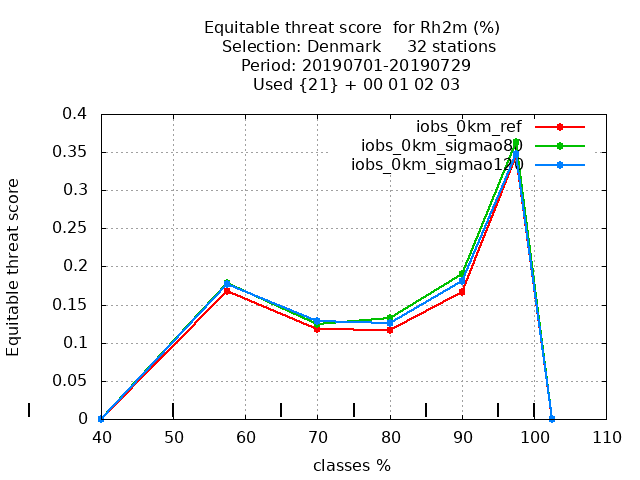 Equitable threat score for Rh2m (%)
Selection: Denmark 32 stations
Period: 20190701-20190729
Used {21} + 00 01 02 03
iobs_0km_ref
iobs_0km_sigmao80
iobs_0km_sigmao120
Equitable threat score
0.4
0.35
0.3
0.25
0.2
0.15
0.1
0.05
0
40 50 60 70 80 90 100 110
classes %